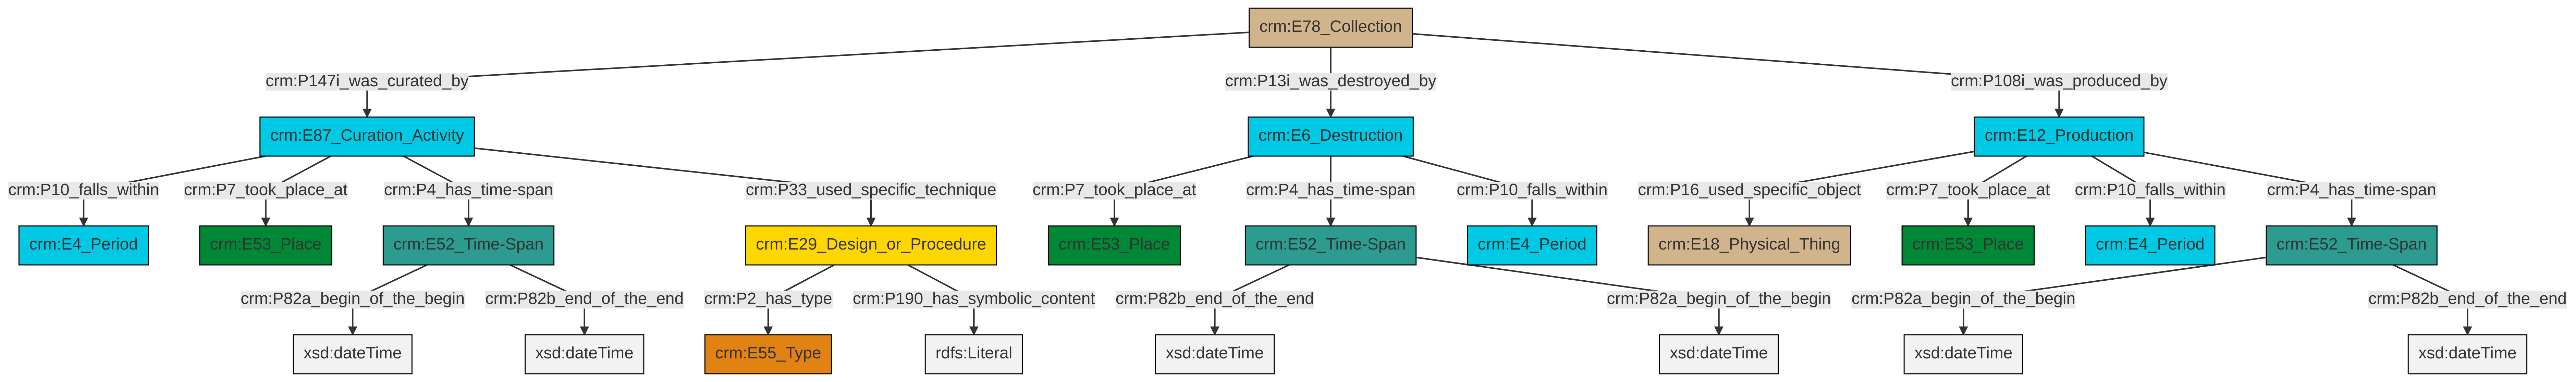 crm:E78_Collection
crm:P147i_was_curated_by
crm:P13i_was_destroyed_by
crm:P108i_was_produced_by
crm:E87_Curation_Activity
crm:E6_Destruction
crm:E12_Production
crm:P10_falls_within
crm:P7_took_place_at
crm:P4_has_time-span
crm:P33_used_specific_technique
crm:P7_took_place_at
crm:P4_has_time-span
crm:P10_falls_within
crm:P16_used_specific_object
crm:P7_took_place_at
crm:P10_falls_within
crm:P4_has_time-span
crm:E4_Period
crm:E53_Place
crm:E52_Time-Span
crm:E29_Design_or_Procedure
crm:E53_Place
crm:E52_Time-Span
crm:E4_Period
crm:E18_Physical_Thing
crm:E53_Place
crm:E4_Period
crm:E52_Time-Span
crm:P82a_begin_of_the_begin
crm:P82b_end_of_the_end
crm:P2_has_type
crm:P190_has_symbolic_content
crm:P82b_end_of_the_end
crm:P82a_begin_of_the_begin
crm:P82a_begin_of_the_begin
crm:P82b_end_of_the_end
xsd:dateTime
xsd:dateTime
crm:E55_Type
rdfs:Literal
xsd:dateTime
xsd:dateTime
xsd:dateTime
xsd:dateTime